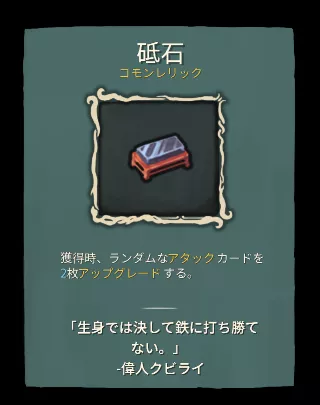 砥石
コモンレリック
獲得時、ランダムなアタックカードを
2枚アップグレードする。
「生身では決して鉄に打ち勝て
ない。」
-偉人クビライ